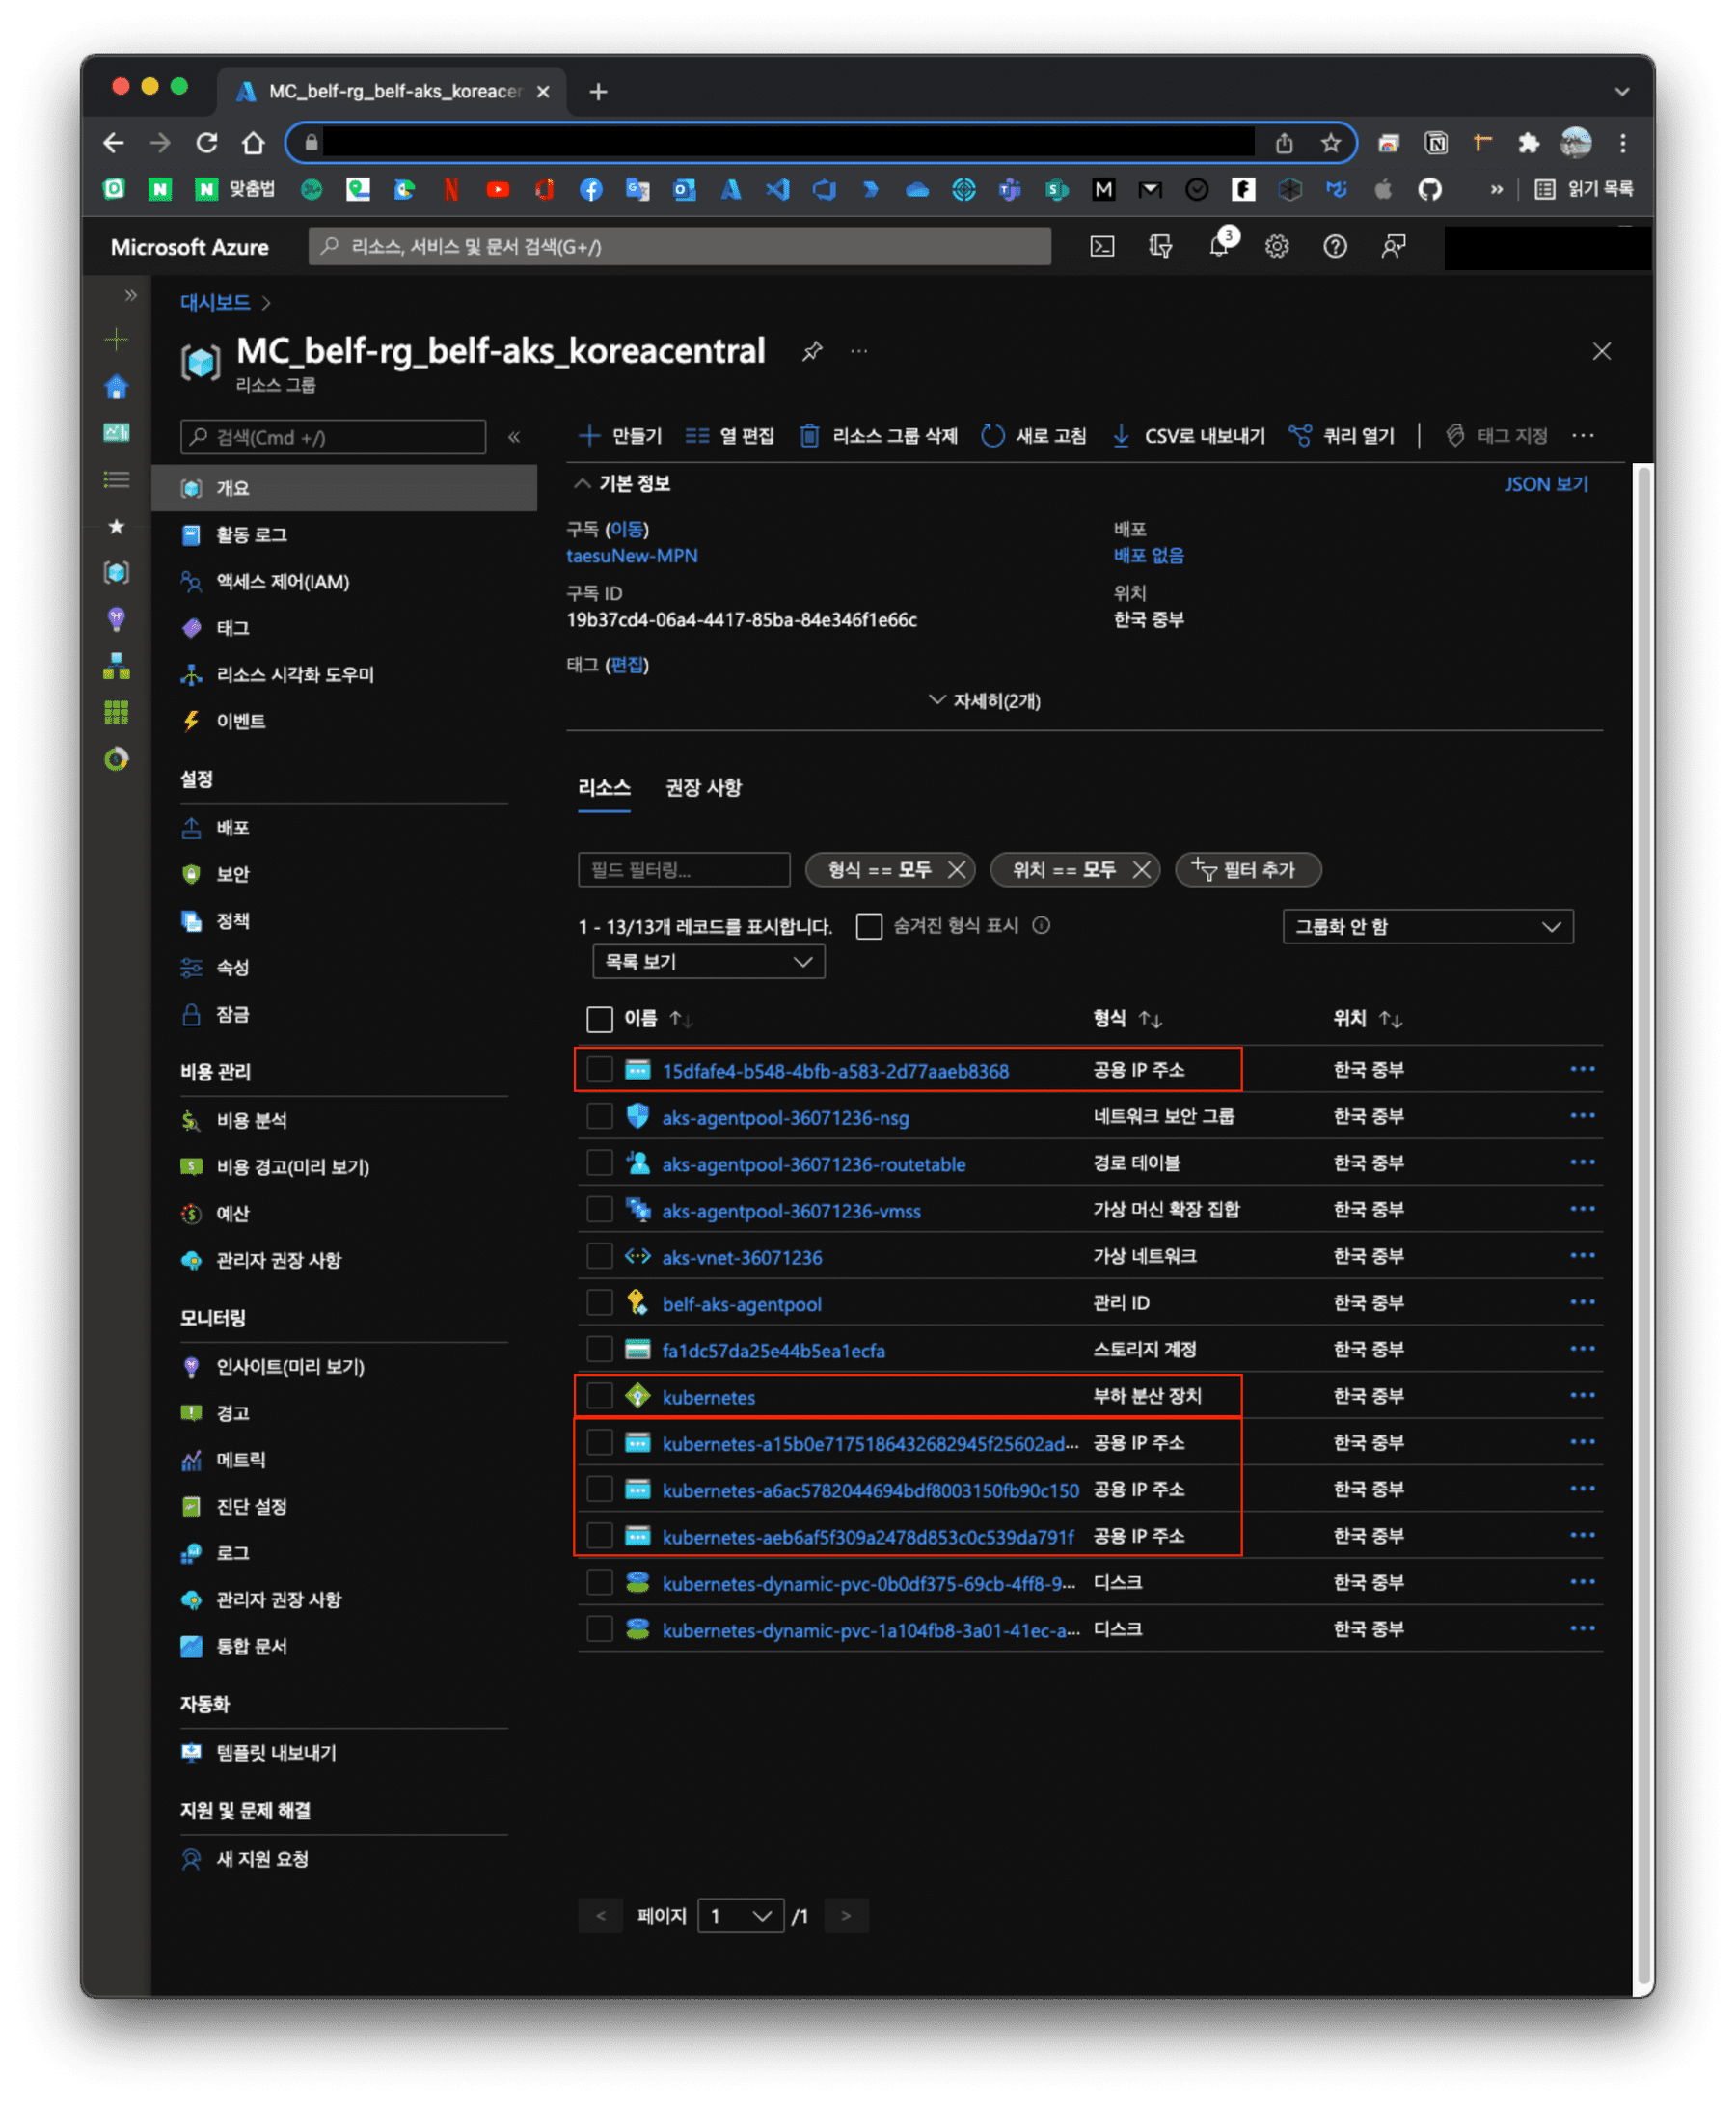 MC_belf-rg_belf-aks_koreacen
맞춤법
읽기 목록
Microsoft Azure
리소스, 서비스 및 문서 검색(G+/)
3
대시보드 >
MC_belf-rg_belf-aks_koreacentral
리소스 그룹
검색(Cmd +/)
만들기
열 편집
리소스 그룹 삭제
새로 고침
CSV로 내보내기
쿼리 열기
태그 지정
개요
활동 로그
액세스 제어(IAM)
태그
리소스 시각화 도우미
이벤트
설정
배포
보안
정책
속성
잠금
비용 관리
비용 분석
비용 경고(미리 보기)
예산
관리자 권장 사항
모니터링
인사이트(미리 보기)
경고
메트릭
진단 설정
로그
관리자 권장 사항
통합 문서
자동화
템플릿 내보내기
지원 및 문제 해결
새 지원 요청
기본 정보
JSON 보기
구독 (이동)
taesuNew-MPN
구독 ID
19b37cd4-06a4-4417-85ba-84e346f1e66c
태그 (편집)
배포
배포 없음
위치
한국 중부
자세히(2개)
리소스 권장 사항
필드 필터링...
형식 == 모두
위치 == 모두
필터 추가
1 - 13/13개 레코드를 표시합니다.
숨겨진 형식 표시
그룹화 안 함
목록 보기
이름 형식 위치
15dfafe4-b548-4bfb-a583-2d77aaeb8368 공용 IP 주소 한국 중부
aks-agentpool-36071236-nsg 네트워크 보안 그룹 한국 중부
aks-agentpool-36071236-routetable 경로 테이블 한국 중부
aks-agentpool-36071236-vmss 가상 머신 확장 집합 한국 중부
aks-vnet-36071236 가상 네트워크 한국 중부
belf-aks-agentpool 관리 ID 한국 중부
fa1dc57da25e44b5ea1ecfa 스토리지 계정 한국 중부
kubernetes 부하 분산 장치 한국 중부
kubernetes-a15b0e7175186432682945f25602ad... 공용 IP 주소 한국 중부
kubernetes-a6ac5782044694bdf8003150fb90c150 공용 IP 주소 한국 중부
kubernetes-aeb6af5f309a2478d853c0c539da791f 공용 IP 주소 한국 중부
kubernetes-dynamic-pvc-0b0df375-69cb-4ff8-9... 디스크 한국 중부
kubernetes-dynamic-pvc-1a104fb8-3a01-41ec-a... 디스크 한국 중부
< 페이지 1 /1 >